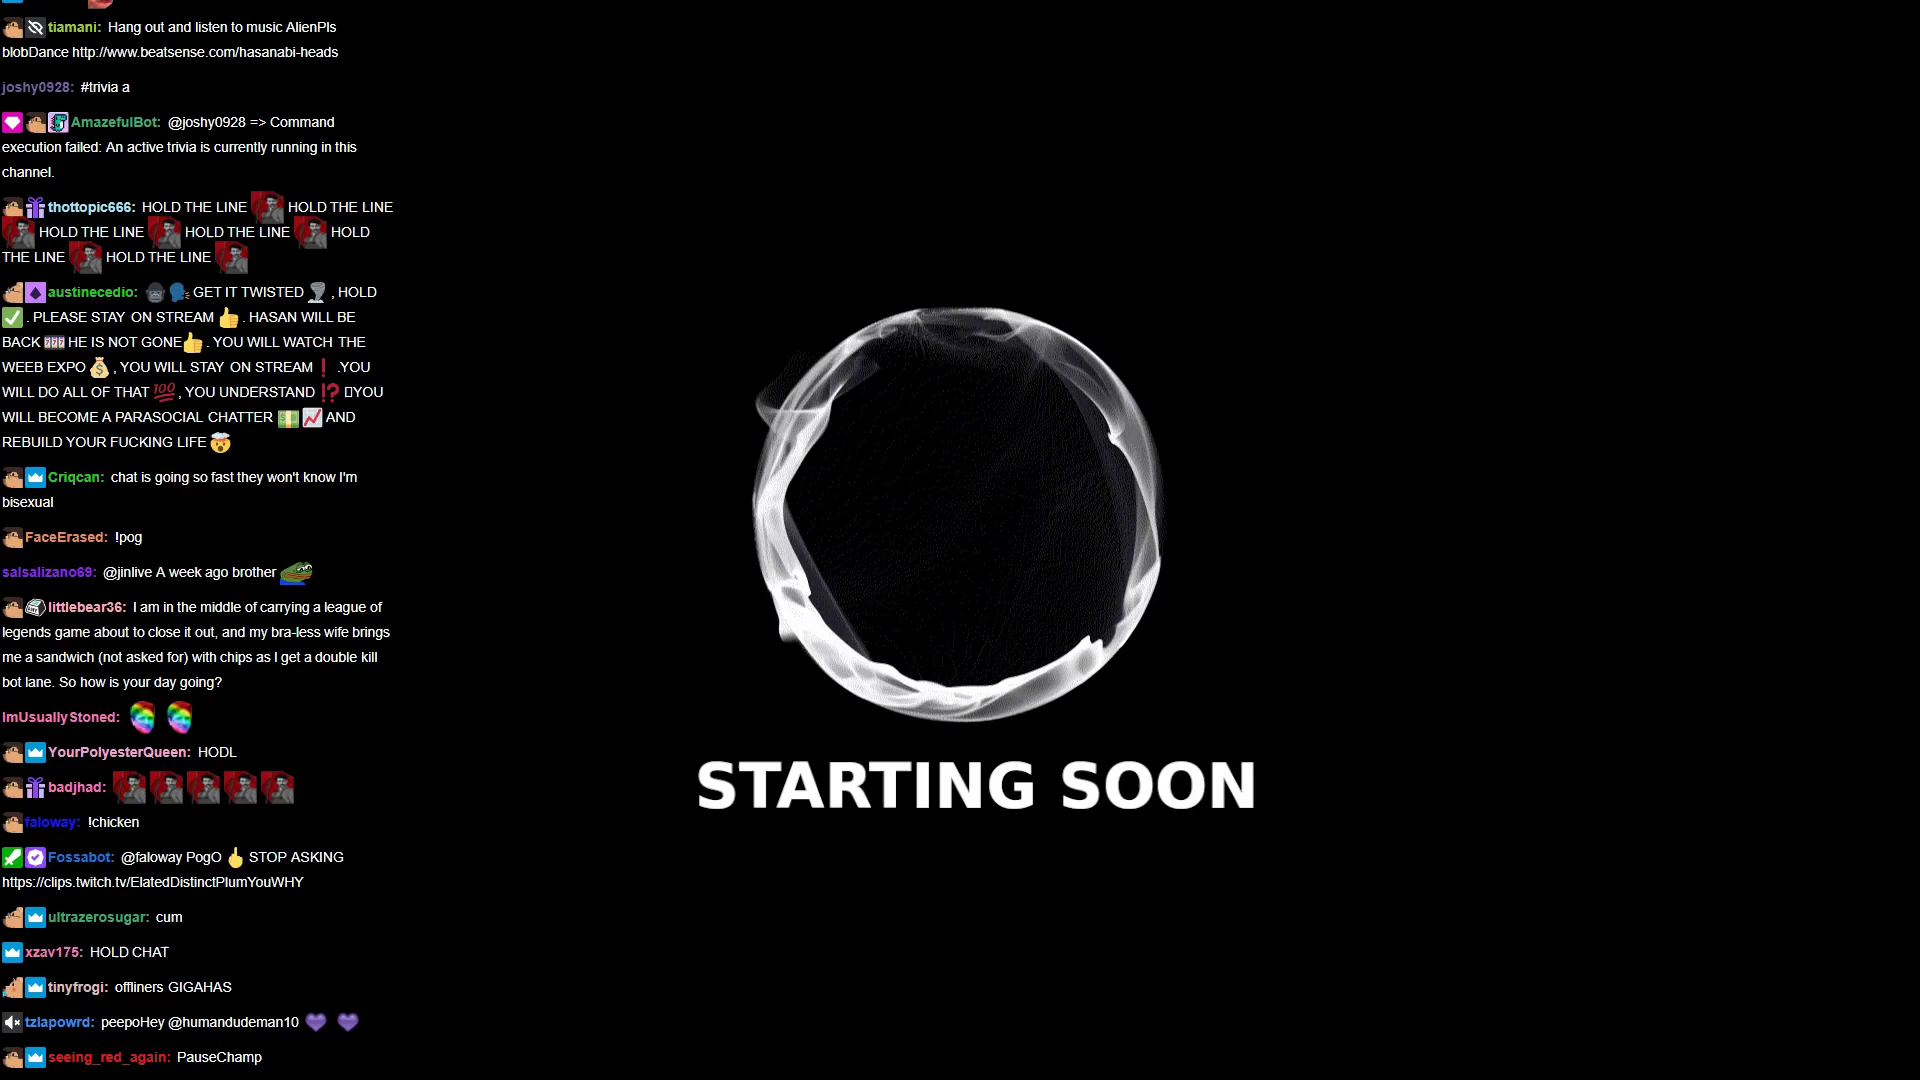 tiamani: Hang out and listen to music AlienPls
blobDance http://www.beatsense.com/hasanabi-heads
joshy0928: #trivia a
AmazefulBot: @joshy0928 => Command
execution failed: An active trivia is currently running in this
channel.
thottopic666: HOLD THE LINE HOLD THE LINE
HOLD THE LINE HOLD THE LINE HOLD
THE LINE HOLD THE LINE
austinecedio: 🦍 🗣 GET IT TWISTED 🌪 , HOLD
✅ . PLEASE STAY ON STREAM 👍 . HASAN WILL BE
BACK 🎰 HE IS NOT GONE👍 . YOU WILL WATCH THE
WEEB EXPO 💰 , YOU WILL STAY ON STREAM ❗ .YOU
WILL DO ALL OF THAT 💯 , YOU UNDERSTAND ⁉ YOU
WILL BECOME A PARASOCIAL CHATTER 💵 📈 AND
REBUILD YOUR FUCKING LIFE 🤯
Criqcan: chat is going so fast they won't know I'm
bisexual
FaceErased: !pog
salsalizano69: @jinlive A week ago brother
littlebear36: I am in the middle of carrying a league of
legends game about to close it out, and my bra-less wife brings
me a sandwich (not asked for) with chips as I get a double kill
bot lane. So how is your day going?
ImUsuallyStoned:
YourPolyesterQueen: HODL
badjhad:
faloway: !chicken
Fossabot: @faloway PogO 🖕 STOP ASKING
https://clips.twitch.tv/ElatedDistinctPlumYouWHY
ultrazerosugar: cum
xzav175: HOLD CHAT
tinyfrogi: offliners GIGAHAS
tzlapowrd: peepoHey @humandudeman10 💜 💜
seeing_red_again: PauseChamp
STARTING SOON